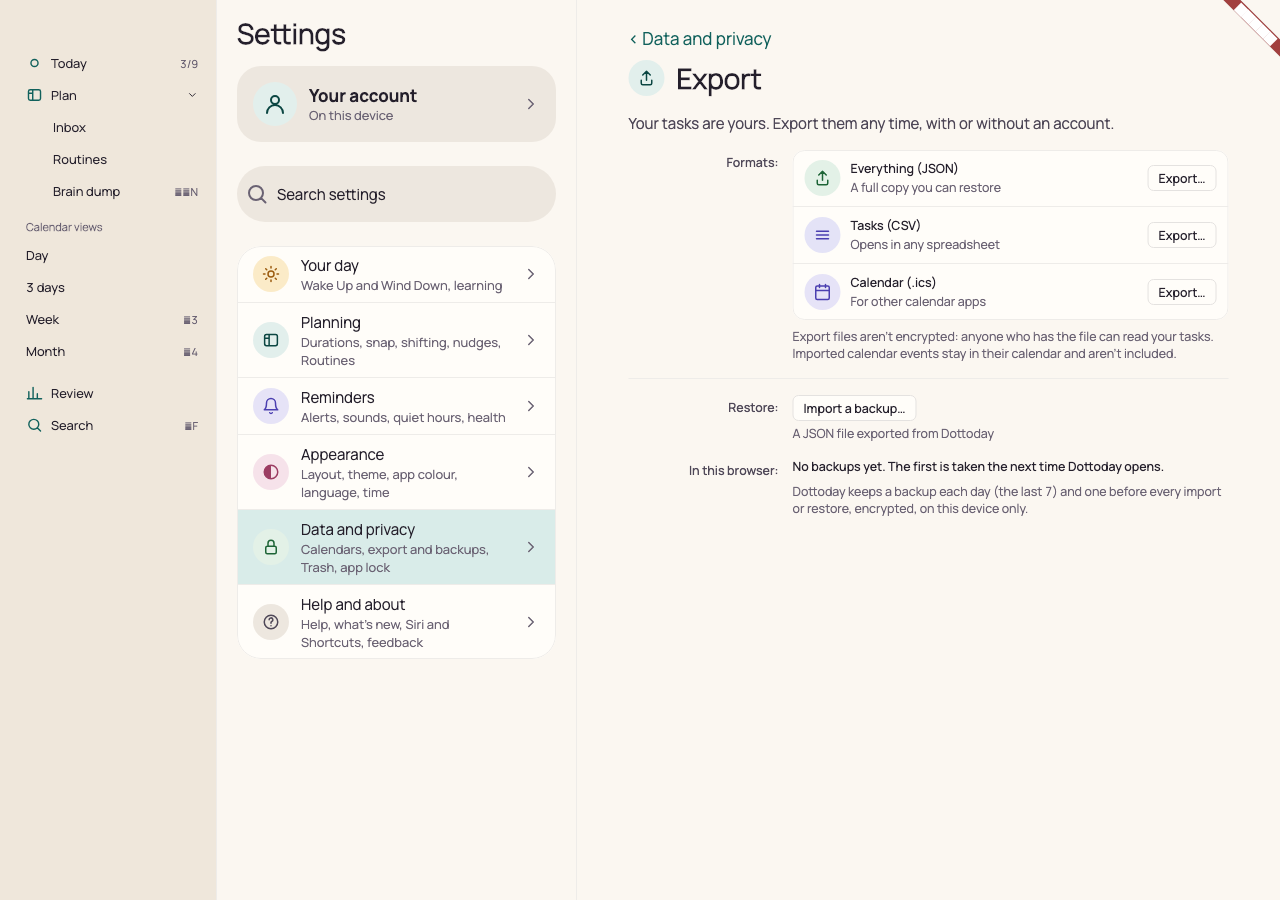 Today 3/9
Plan
Inbox
Routines
Brain dump N
Calendar views
Day
3 days
Week 3
Month 4
Review
Search F
Settings
Your account
On this device
Search settings
Your day
Wake Up and Wind Down, learning
Planning
Durations, snap, shifting, nudges,
Routines
Reminders
Alerts, sounds, quiet hours, health
Appearance
Layout, theme, app colour,
language, time
Data and privacy
Calendars, export and backups,
Trash, app lock
Help and about
Help, what's new, Siri and
Shortcuts, feedback
‹ Data and privacy
Export
Your tasks are yours. Export them any time, with or without an account.
Formats:
Everything (JSON)
A full copy you can restore
Export…
Tasks (CSV)
Opens in any spreadsheet
Export…
Calendar (.ics)
For other calendar apps
Export…
Export files aren't encrypted: anyone who has the file can read your tasks.
Imported calendar events stay in their calendar and aren't included.
Restore:
Import a backup…
A JSON file exported from Dottoday
In this browser:
No backups yet. The first is taken the next time Dottoday opens.
Dottoday keeps a backup each day (the last 7) and one before every import
or restore, encrypted, on this device only.